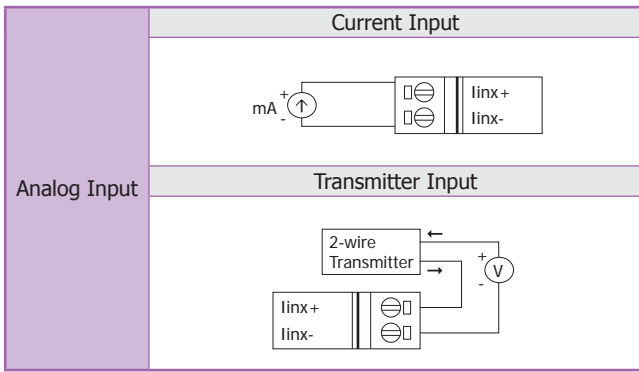 Analog Input
Current Input
mA
+
-
Iinx+
Iinx-
Transmitter Input
2-wire
Transmitter
+
V
-
Iinx+
Iinx-